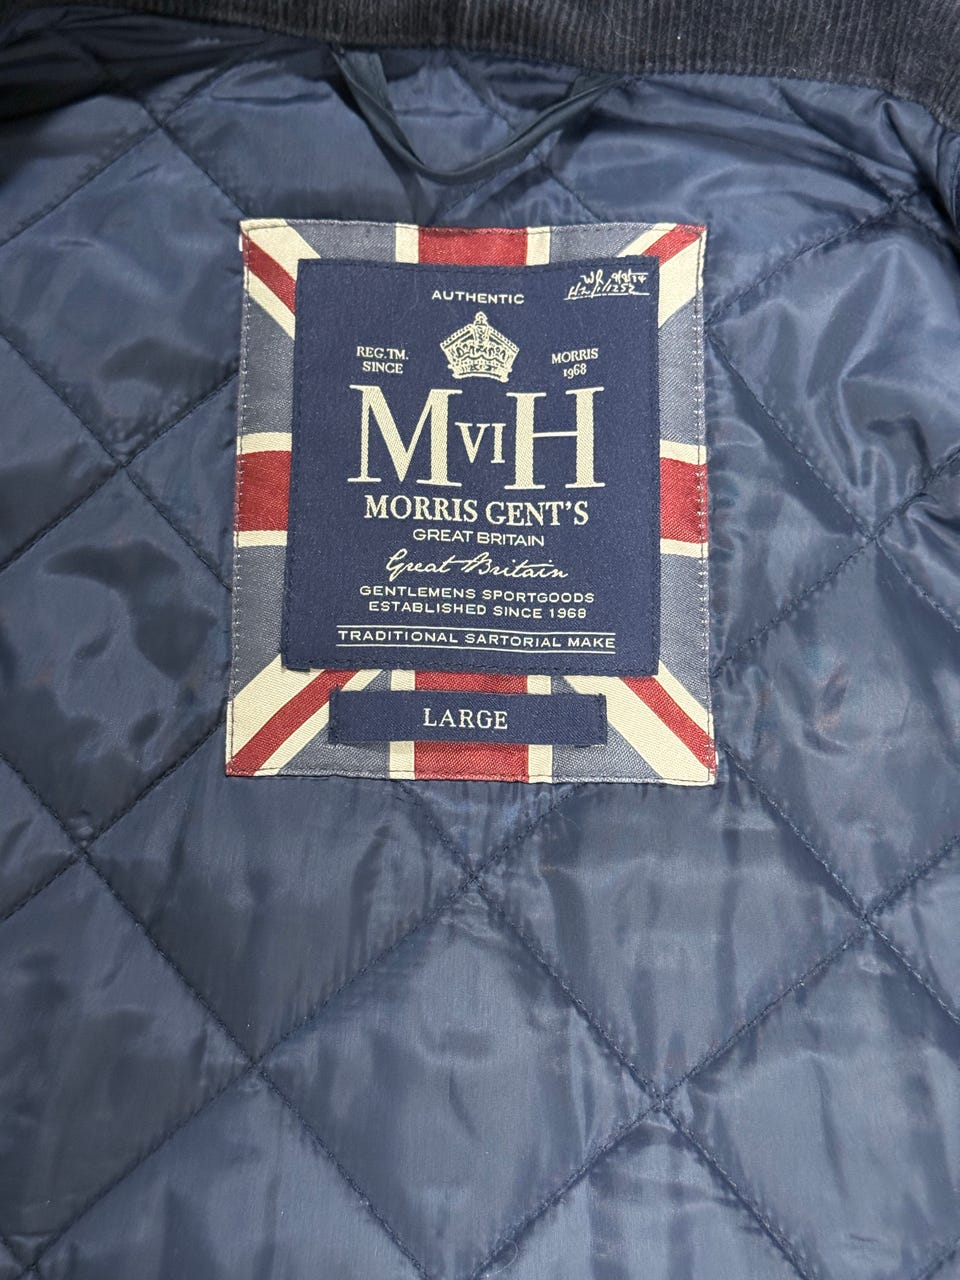 AUTHENTIC
REG.TM. SINCE
MORRIS 1968
MVIH
MORRIS GENT'S
GREAT BRITAIN
Great Britain
GENTLEMENS SPORTGOODS
ESTABLISHED SINCE 1968
TRADITIONAL SARTORIAL MAKE
LARGE